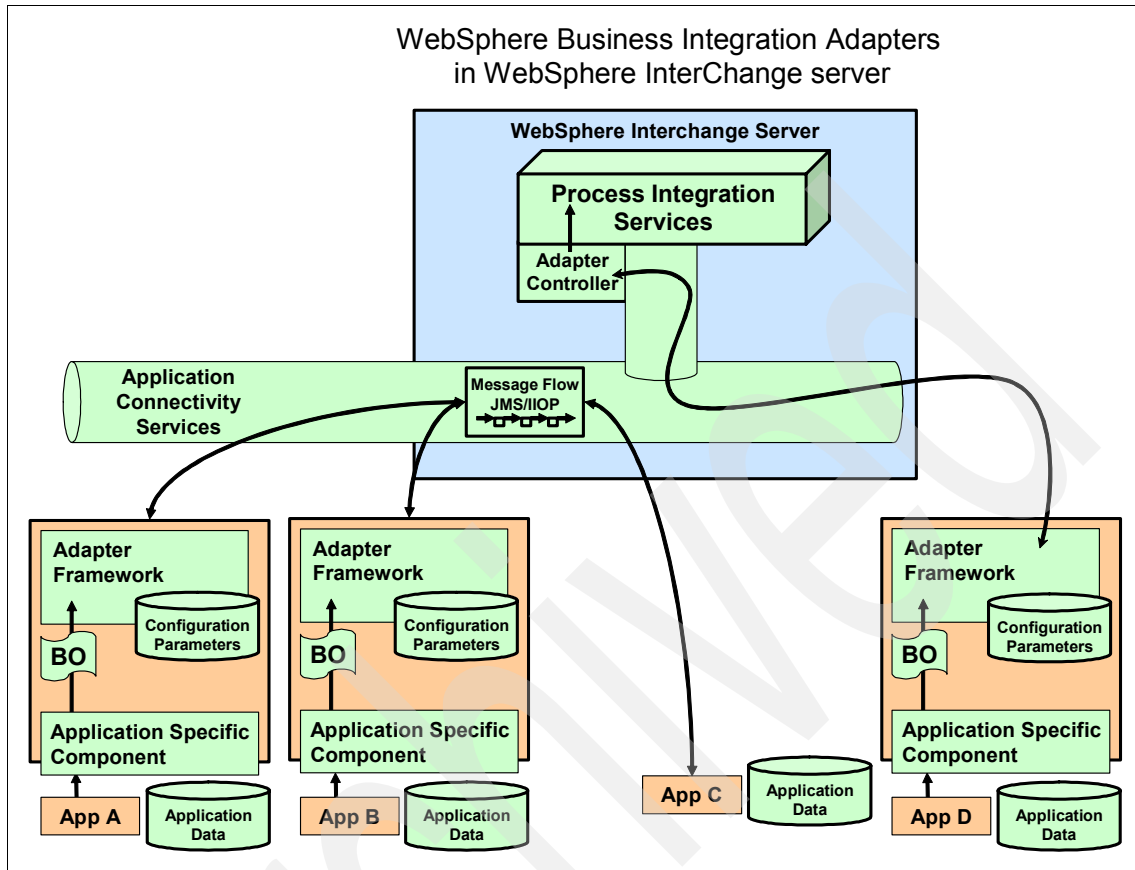 WebSphere Business Integration Adapters
in WebSphere InterChange server
WebSphere Interchange Server
Process Integration
Services
Adapter
Controller
Application
Connectivity
Services
Message Flow
JMS/IIOP
Adapter
Framework
Configuration
Parameters
BO
Application Specific
Component
App A
Application
Data
Adapter
Framework
Configuration
Parameters
BO
Application Specific
Component
App B
Application
Data
App C
Application
Data
Adapter
Framework
Configuration
Parameters
BO
Application Specific
Component
App D
Application
Data